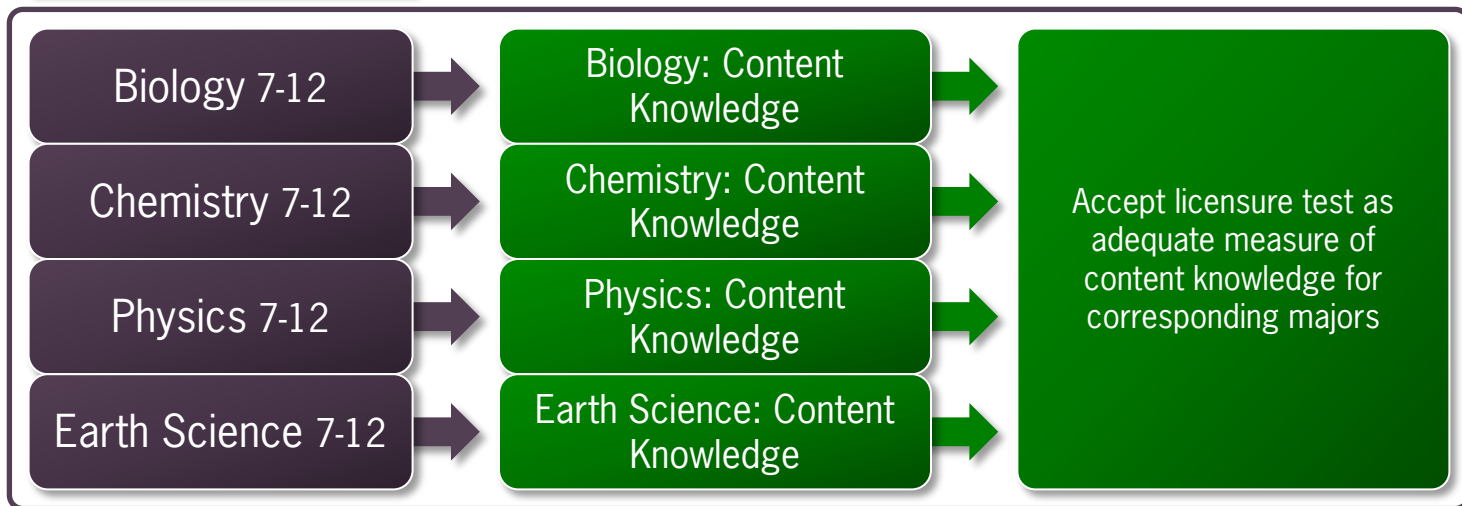 Biology 7-12
Biology: Content
Knowledge
Chemistry 7-12
Chemistry: Content
Knowledge
Physics 7-12
Physics: Content
Knowledge
Earth Science 7-12
Earth Science: Content
Knowledge
Accept licensure test as
adequate measure of
content knowledge for
corresponding majors